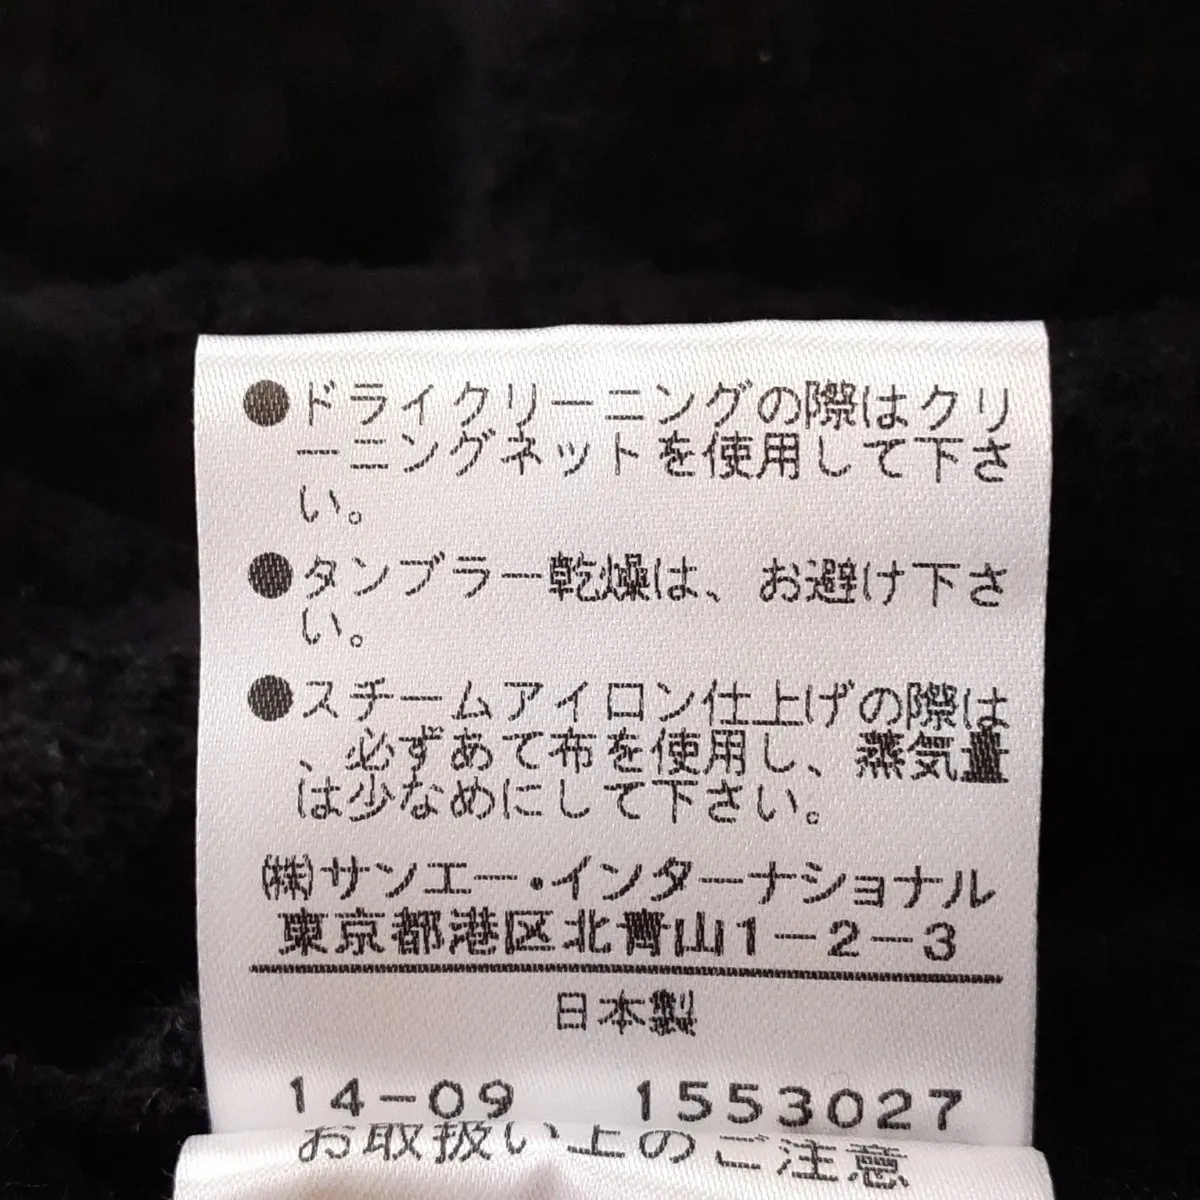 ●ドライクリーニングの際はクリ
ーニングネットを使用して下さ
い。
●タンブラー乾燥は、お避け下さ
い。
●スチームアイロン仕上げの際は
、必ずあて布を使用し、蒸気量
は少なめにして下さい。
㈱サンエー・インターナショナル
東京都港区北青山1-2-3
日本製
14-09 1553027
お取扱い上のご注意